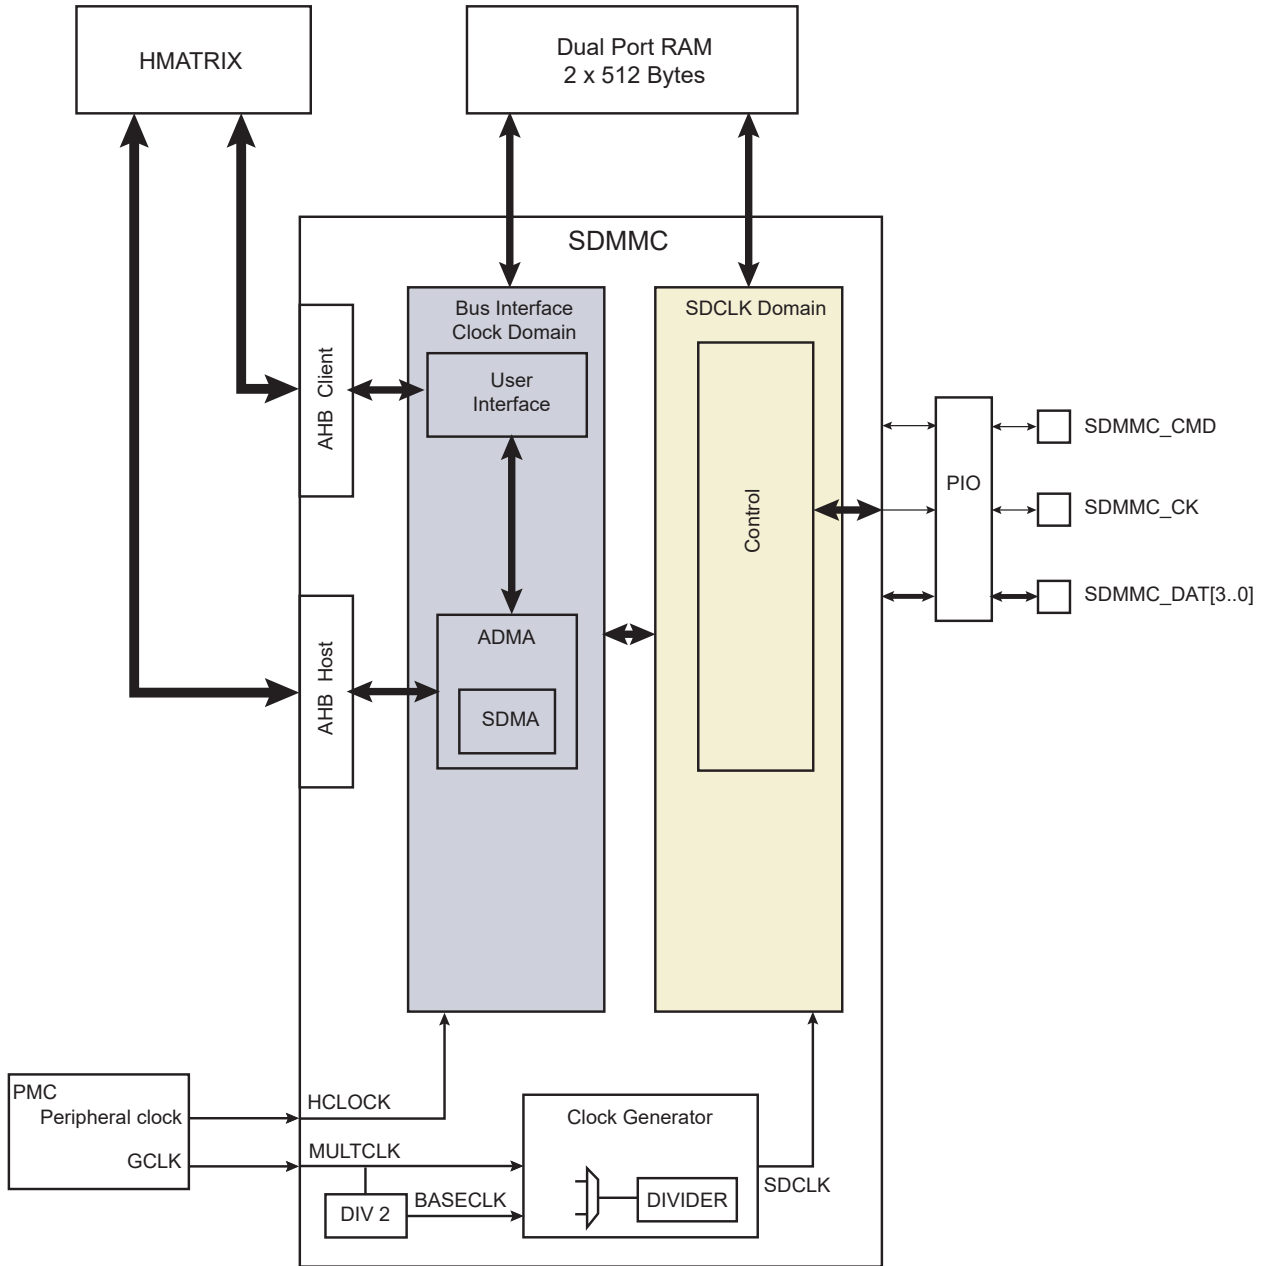 HMATRIX
Dual Port RAM
2 x 512 Bytes
SDMMC
Bus Interface
Clock Domain
SDCLK Domain
AHB Client
User
Interface
Control
PIO
SDMMC_CMD
SDMMC_CK
SDMMC_DAT[3..0]
AHB Host
ADMA
SDMA
PMC
Peripheral clock
GCLK
HCLOCK
MULTCLK
DIV 2
BASECLK
Clock Generator
DIVIDER
SDCLK